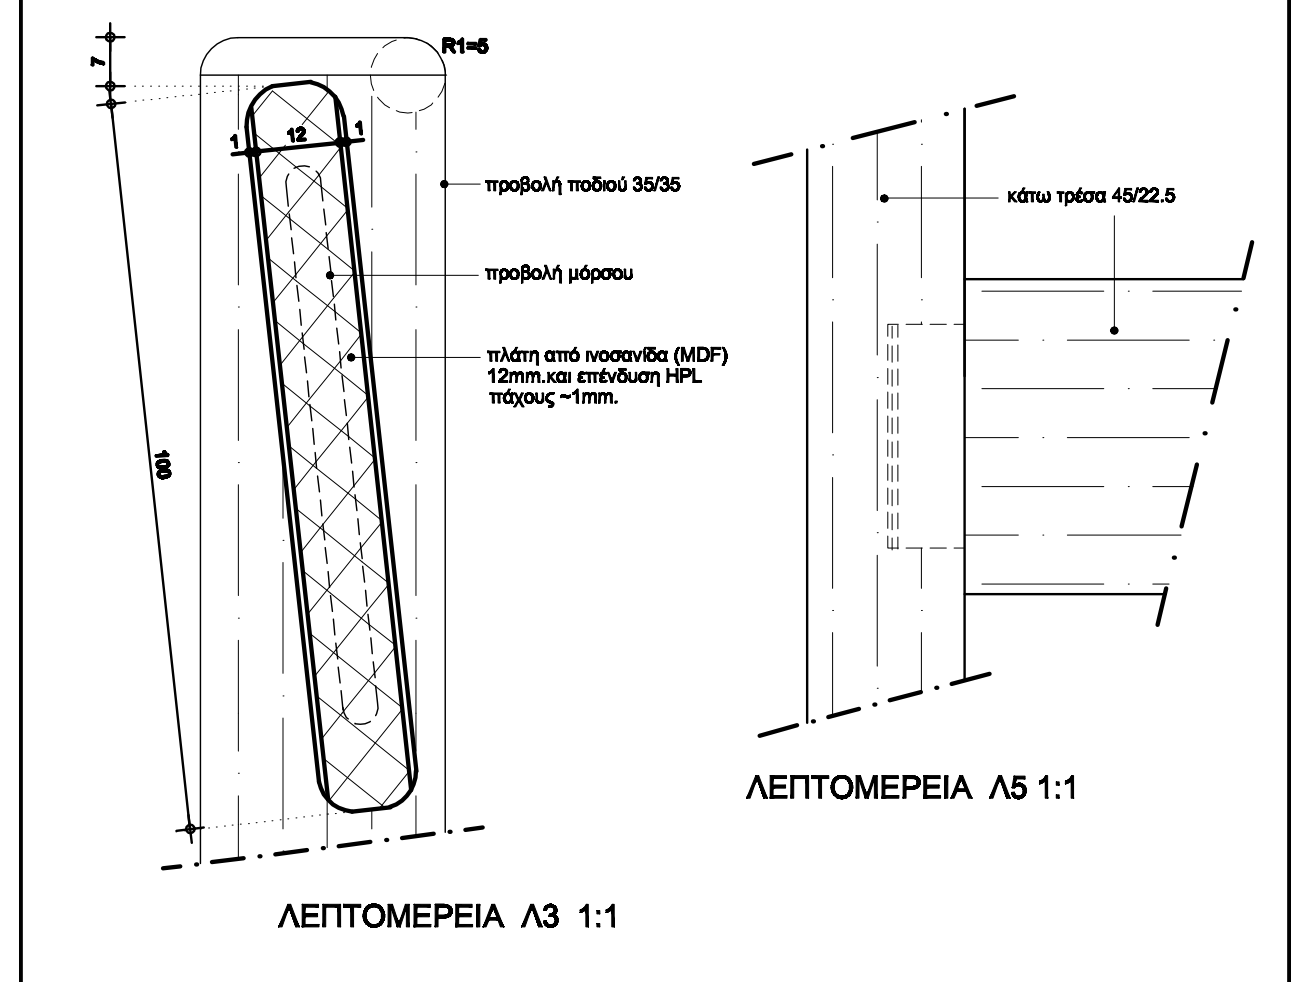 R1=5
7
1
12
1
προβολή ποδιού 35/35
προβολή μόρσου
πλάτη από ινοσανίδα (MDF)
12mm.και επένδυση HPL
πάχους ~1mm.
100
ΛΕΠΤΟΜΕΡΕΙΑ Λ3 1:1
κάτω τρέσα 45/22.5
ΛΕΠΤΟΜΕΡΕΙΑ Λ5 1:1